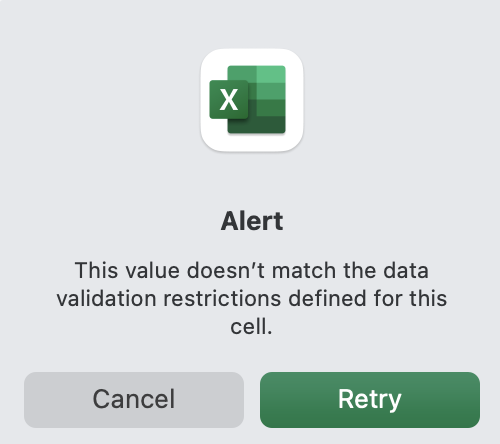 X
Alert
This value doesn’t match the data
validation restrictions defined for this
cell.
Cancel
Retry